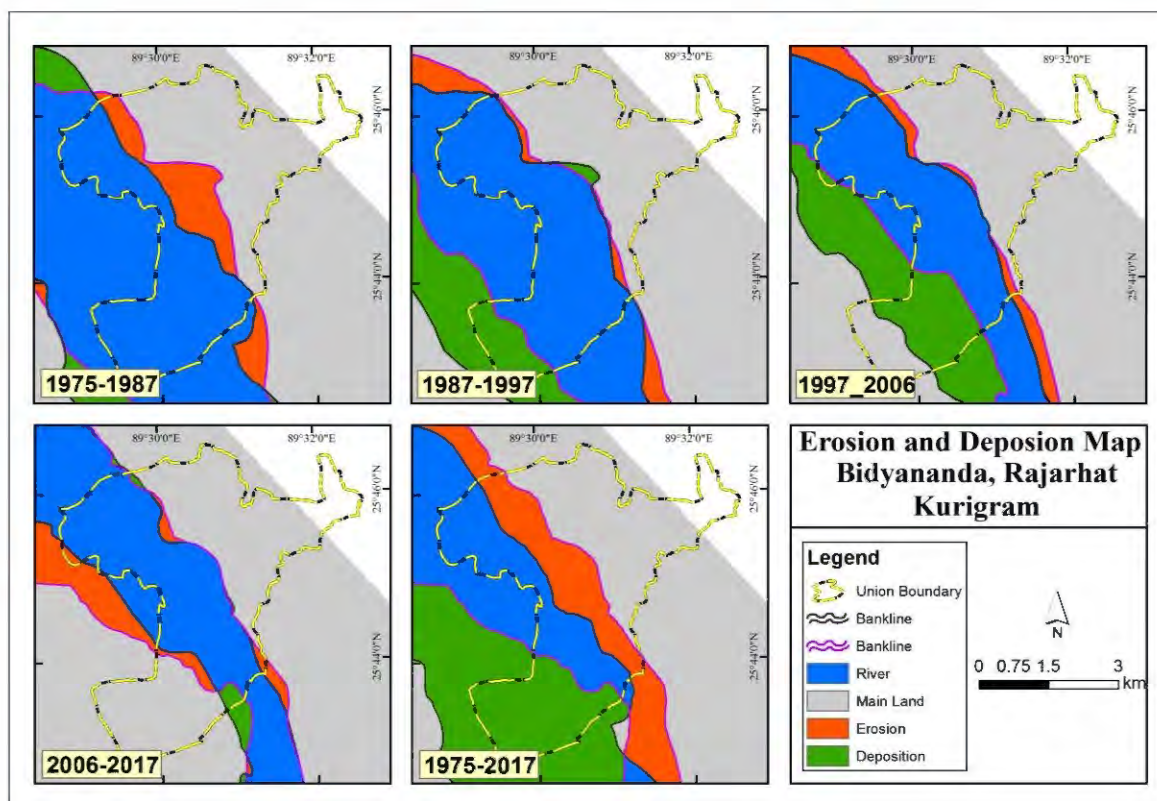 89°30'0"E
89°32'0"E
25°46'0"N
25°44'0"N
1975-1987
89°30'0"E
89°32'0"E
25°46'0"N
25°44'0"N
1987-1997
89°30'0"E
89°32'0"E
25°46'0"N
25°44'0"N
1997_2006
89°30'0"E
89°32'0"E
25°46'0"N
25°44'0"N
2006-2017
89°30'0"E
89°32'0"E
25°46'0"N
25°44'0"N
1975-2017
Erosion and Deposion Map
Bidyananda, Rajarhat
Kurigram
Legend
Union Boundary
Bankline
Bankline
River
Main Land
Erosion
Deposition
N
0 0.75 1.5 3
km